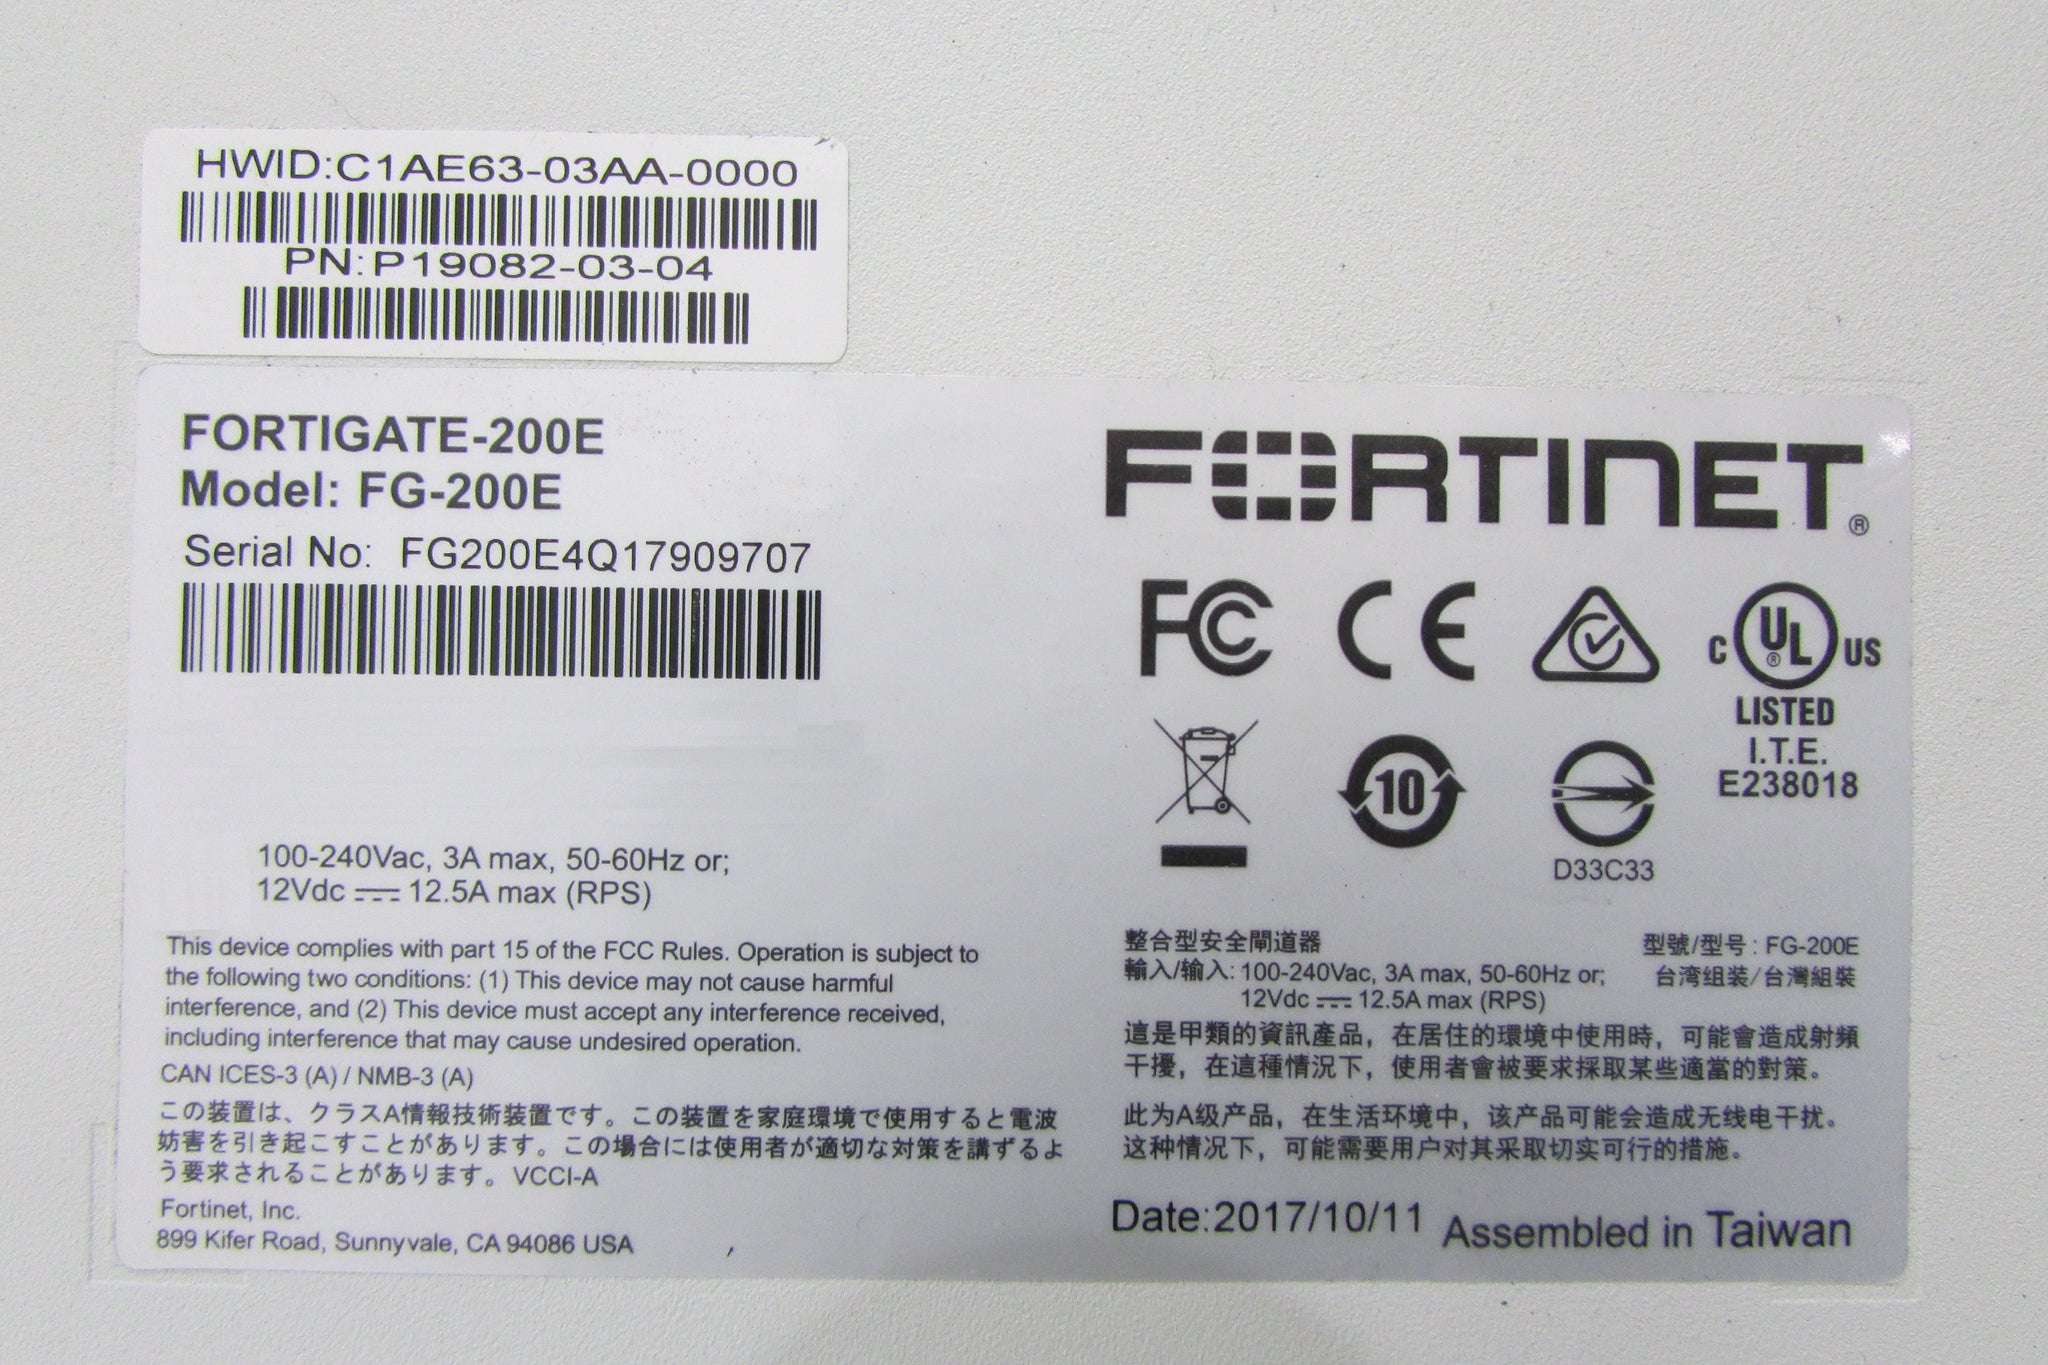 HWID:C1AE63-03AA-0000
PN:P19082-03-04
FORTIGATE-200E
Model: FG-200E
Serial No: FG200E4Q17909707
100-240Vac, 3A max, 50-60Hz or;
12Vdc ⎓ 12.5A max (RPS)
This device complies with part 15 of the FCC Rules. Operation is subject to
the following two conditions: (1) This device may not cause harmful
interference, and (2) This device must accept any interference received,
including interference that may cause undesired operation.
CAN ICES-3 (A) / NMB-3 (A)
この装置は、クラスA情報技術装置です。この装置を家庭環境で使用すると電波
妨害を引き起こすことがあります。この場合には使用者が適切な対策を講ずるよ
う要求されることがあります。VCCI-A
Fortinet, Inc.
899 Kifer Road, Sunnyvale, CA 94086 USA
FORTINET®
FC CE
C UL® US
LISTED
I.T.E.
E238018
10
D33C33
整合型安全閘道器 型號/型号: FG-200E
輸入/输入: 100-240Vac, 3A max, 50-60Hz or; 台湾组装/台灣組裝
12Vdc ⎓ 12.5A max (RPS)
這是甲類的資訊產品，在居住的環境中使用時，可能會造成射頻
干擾，在這種情況下，使用者會被要求採取某些適當的對策。
此为A级产品，在生活环境中，该产品可能会造成无线电干扰。
这种情况下，可能需要用户对其采取切实可行的措施。
Date:2017/10/11 Assembled in Taiwan